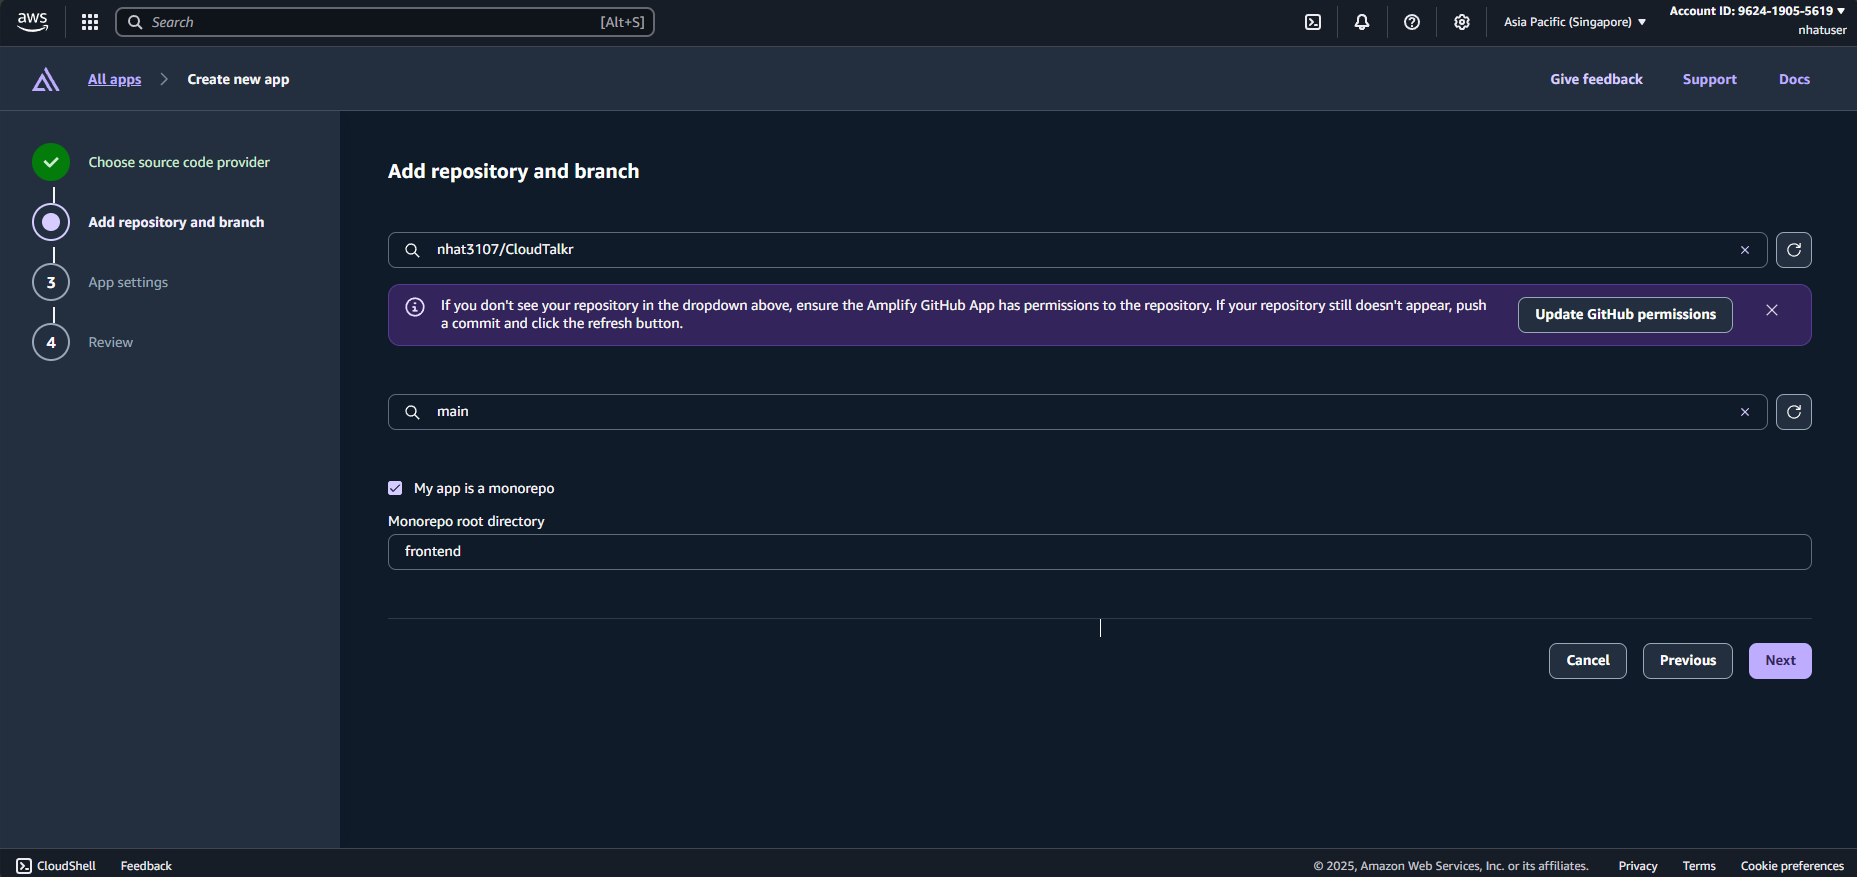 aws
Search
[Alt+S]
Asia Pacific (Singapore)
Account ID: 9624-1905-5619
nhatuser
All apps
Create new app
Give feedback
Support
Docs
Choose source code provider
Add repository and branch
3
App settings
4
Review
Add repository and branch
nhat3107/CloudTalkr
If you don't see your repository in the dropdown above, ensure the Amplify GitHub App has permissions to the repository. If your repository still doesn't appear, push
a commit and click the refresh button.
Update GitHub permissions
main
My app is a monorepo
Monorepo root directory
frontend
Cancel
Previous
Next
CloudShell
Feedback
© 2025, Amazon Web Services, Inc. or its affiliates.
Privacy
Terms
Cookie preferences